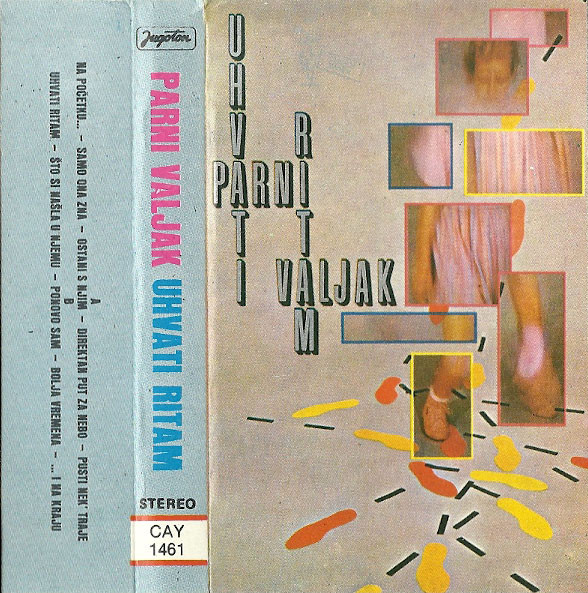 A
NA POČETKU... - SAMO ONA ZNA - OSTANI S NJIM - DIREKTAN PUT ZA NEBO - PUSTI NEK' TRAJE
B
UHVATI RITAM - ŠTO SI NAŠLA U NJEMU - PONOVO SAM - BOLJA VREMENA - ... I NA KRAJU
Jugoton
PARNI VALJAK UHVATI RITAM
STEREO
CAY
1461
UHVATI
RITAM
PARNI
VALJAK